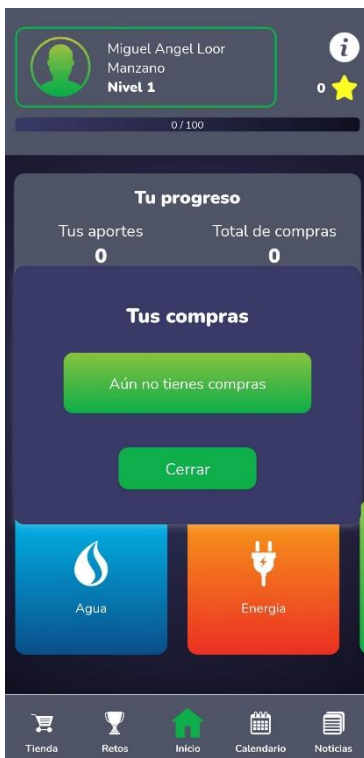 Miguel Angel Loor
Manzano
Nivel 1
0
0 / 100
Tu progreso
Tus aportes
Total de compras
0
0
Tus compras
Aún no tienes compras
Cerrar
Agua
Energia
Tienda
Retos
Inicio
Calendario
Noticias